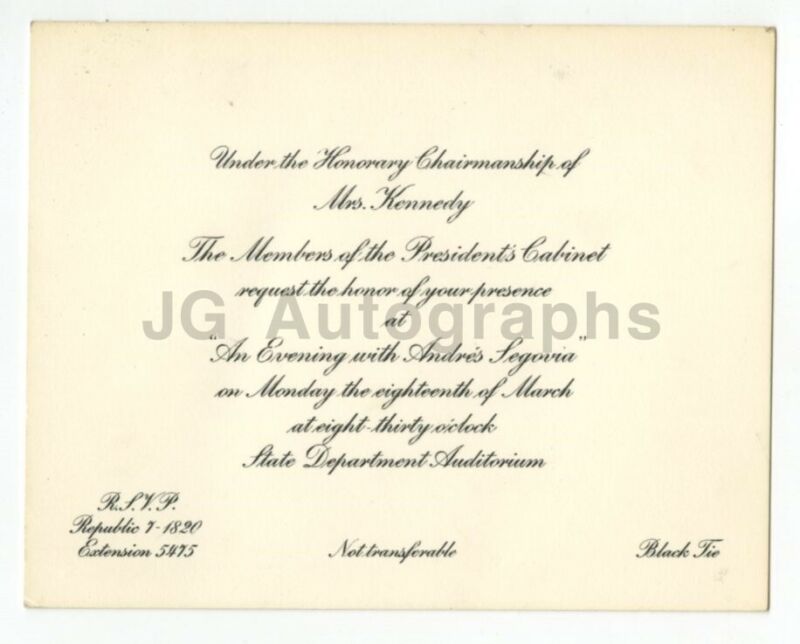 Under the Honorary Chairmanship of
Mrs. Kennedy
The Members of the President's Cabinet
request the honor of your presence
at
JG Autographs
"An Evening with Andrés Segovia"
on Monday the eighteenth of March
at eight-thirty o'clock
State Department Auditorium
R.S.V.P.
Republic 7-1820
Extension 5475
Not transferable
Black Tie